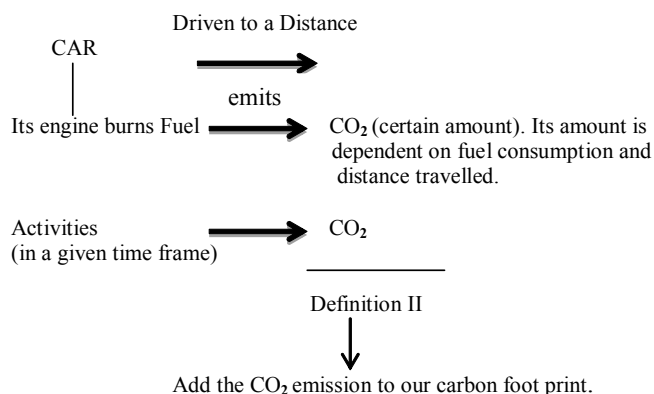 Driven to a Distance
CAR
emits
Its engine burns Fuel
CO₂ (certain amount). Its amount is
dependent on fuel consumption and
distance travelled.
Activities
(in a given time frame)
CO₂
Definition II
Add the CO₂ emission to our carbon foot print.